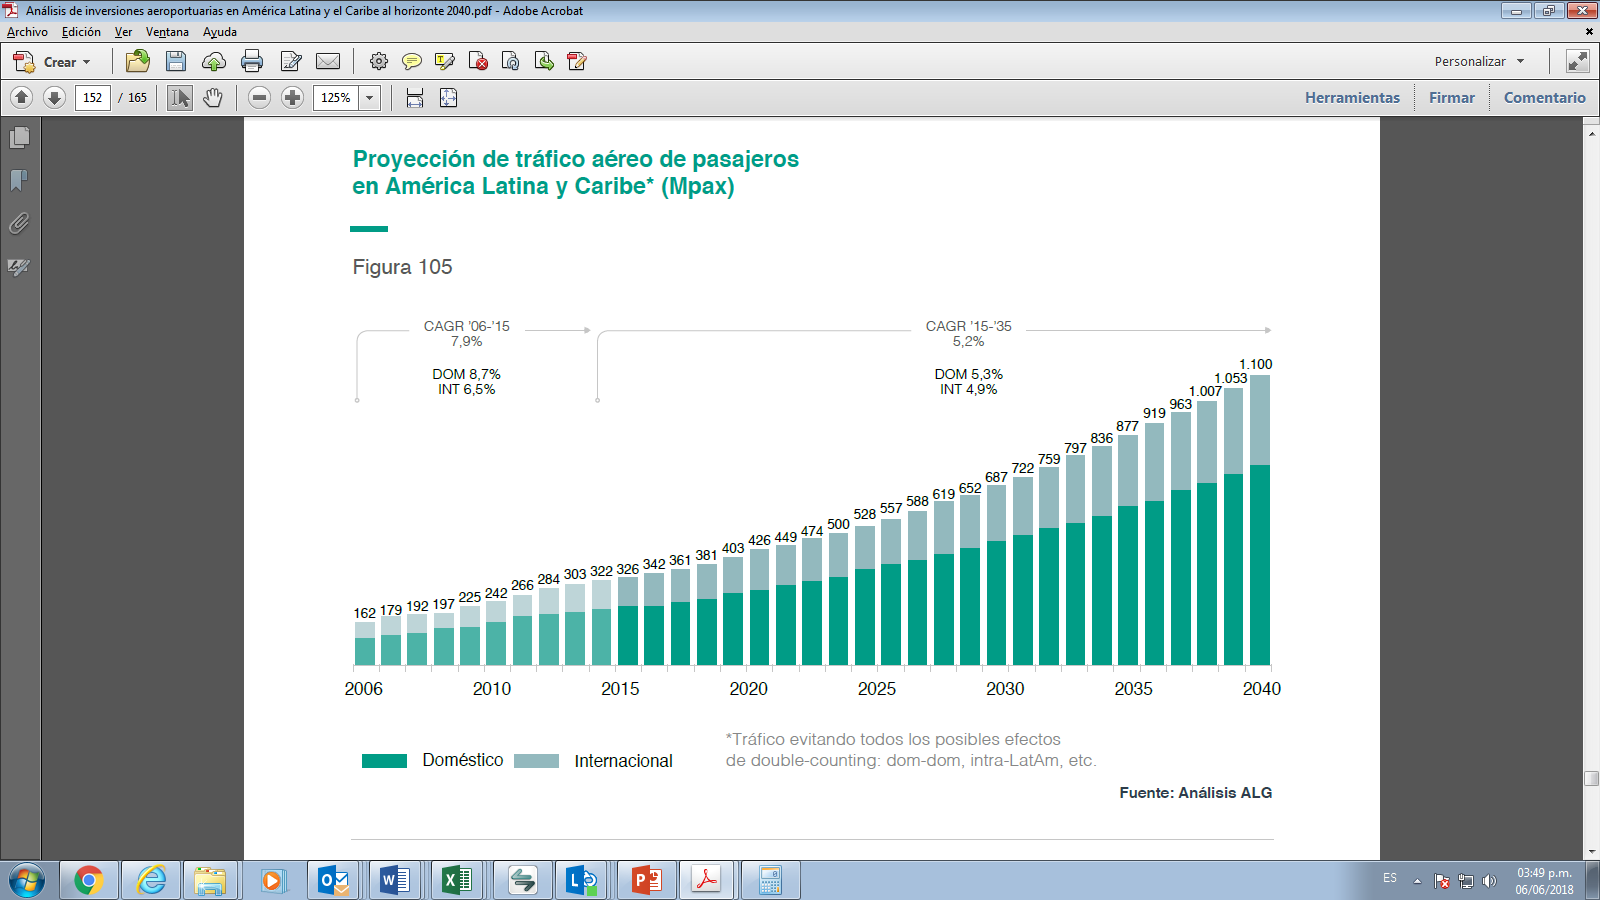 Análisis de inversiones aeroportuarias en América Latina y el Caribe al horizonte 2040.pdf - Adobe Acrobat
Archivo Edición Ver Ventana Ayuda
Crear Personalizar
152 / 165 125% Herramientas Firmar Comentario
Proyección de tráfico aéreo de pasajeros
en América Latina y Caribe* (Mpax)
Figura 105
CAGR '06-'15
7,9%
DOM 8,7%
INT 6,5%
CAGR '15-'35
5,2%
DOM 5,3%
INT 4,9%
162 179 192 197 225 242 266 284 303 322 326 342 361 381 403 426 449 474 500 528 557 588 619 652 687 722 759 797 836 877 919 963 1.007 1.053 1.100
2006 2010 2015 2020 2025 2030 2035 2040
Doméstico Internacional
*Tráfico evitando todos los posibles efectos
de double-counting: dom-dom, intra-LatAm, etc.
Fuente: Análisis ALG
ES 03:49 p.m.
06/06/2018